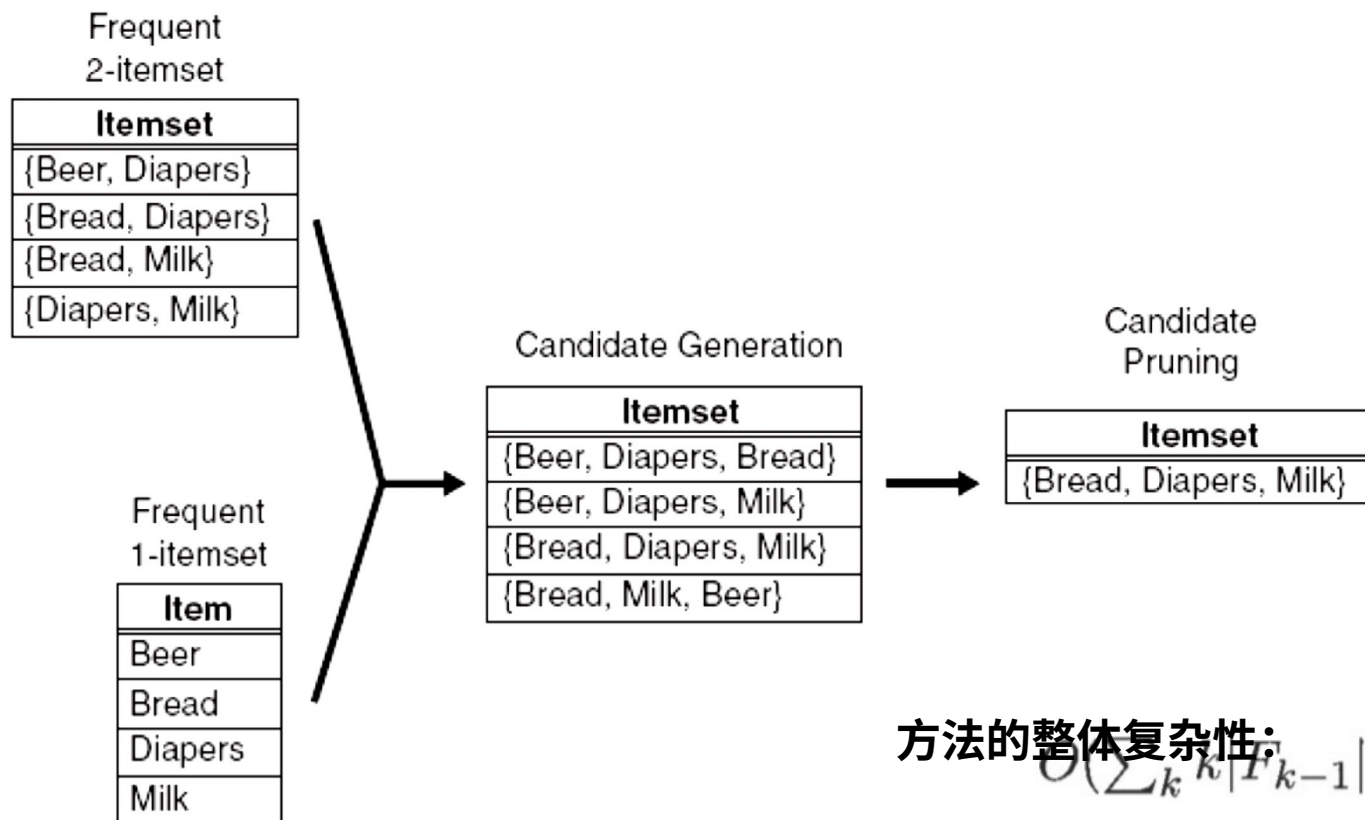 Frequent
2-itemset
Itemset
{Beer, Diapers}
{Bread, Diapers}
{Bread, Milk}
{Diapers, Milk}
Frequent
1-itemset
Item
Beer
Bread
Diapers
Milk
Candidate Generation
Itemset
{Beer, Diapers, Bread}
{Beer, Diapers, Milk}
{Bread, Diapers, Milk}
{Bread, Milk, Beer}
Candidate
Pruning
Itemset
{Bread, Diapers, Milk}
方法的整体复杂性：
O(∑ₖ k|Fₖ₋₁|